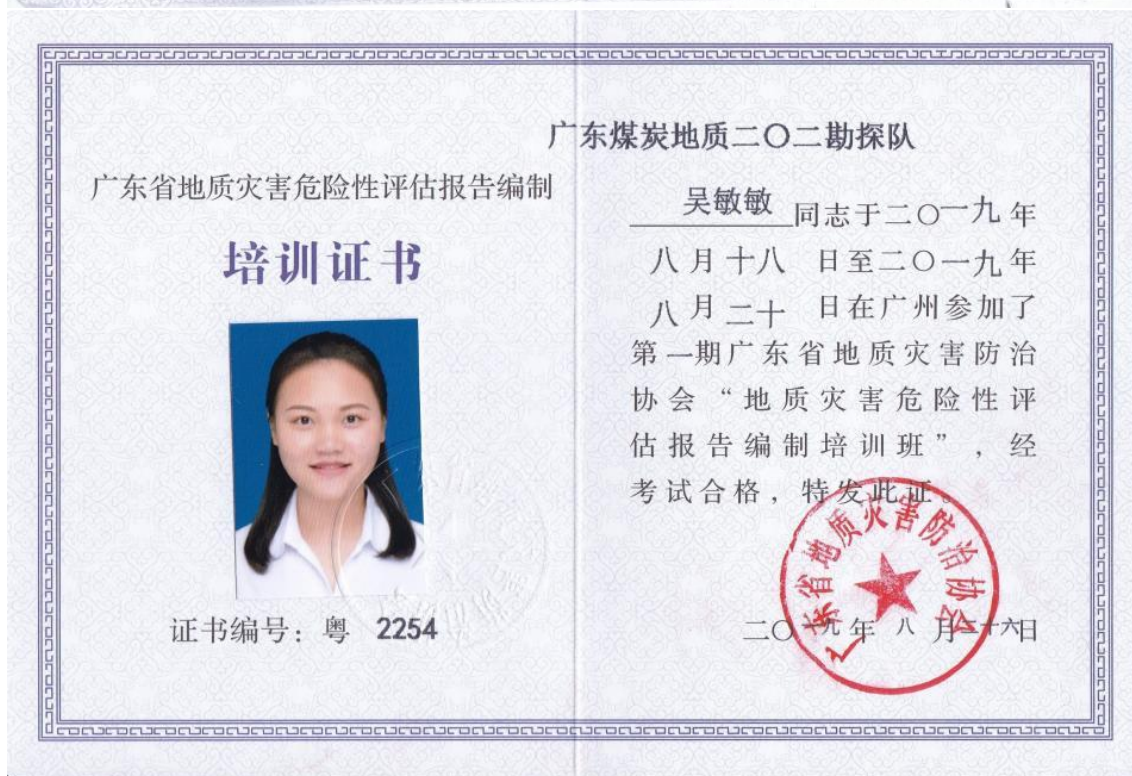 广东省地质灾害危险性评估报告编制
培训证书
证书编号：粤 2254
广东煤炭地质二〇二勘探队
吴敏敏 同志于二〇一九年
八月十八 日至二〇一九年
八月二十 日在广州参加了
第一期广东省地质灾害防治
协会“地质灾害危险性评
估报告编制培训班”，经
考试合格，特发此证。
广东省地质灾害防治协会
二〇一九年 八 月二十六日